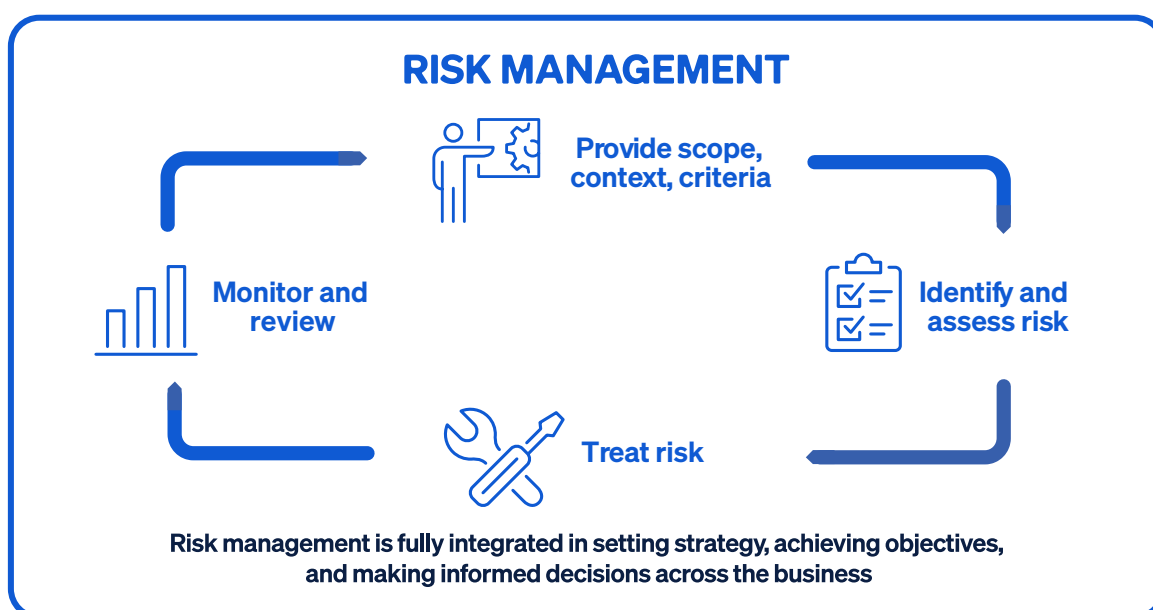 RISK MANAGEMENT
Provide scope,
context, criteria
Identify and
assess risk
Treat risk
Monitor and
review
Risk management is fully integrated in setting strategy, achieving objectives,
and making informed decisions across the business